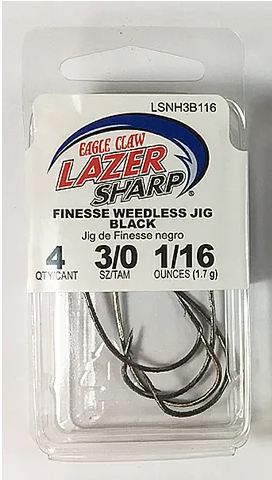 LSNH3B116
EAGLE CLAW
LAZER
SHARP®
FINESSE WEEDLESS JIG
BLACK
Jig de Finesse negro
4 3/0 1/16
QTY/CANT SZ/TAM OUNCES (1.7 g)